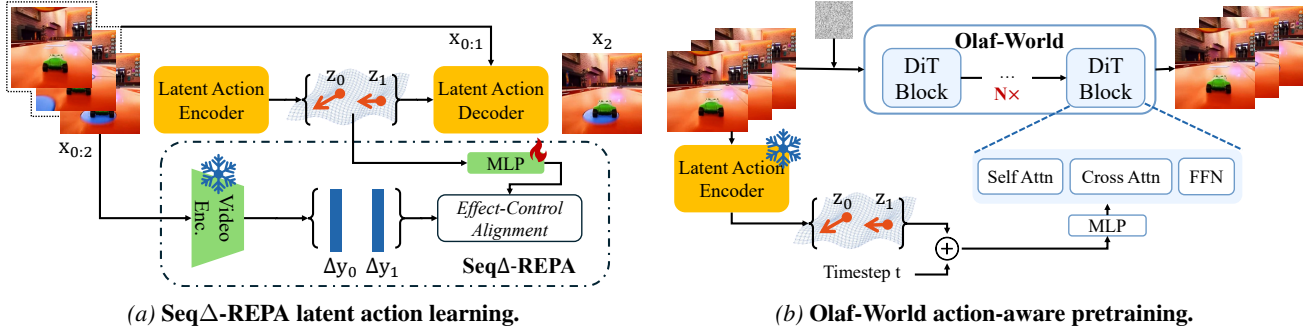 x0:1
x2
Latent Action
Encoder
z0
z1
Latent Action
Decoder
x0:2
MLP
Video
Enc.
Effect-Control
Alignment
Δy0
Δy1
SeqΔ-REPA
(a) SeqΔ-REPA latent action learning.
Olaf-World
DiT
Block
...
N×
DiT
Block
Latent Action
Encoder
Self Attn
Cross Attn
FFN
z0
z1
MLP
Timestep t
(b) Olaf-World action-aware pretraining.